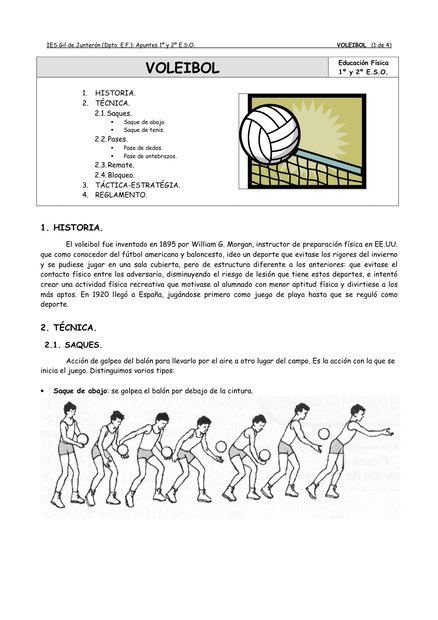 IES Gil de Junterón (Dpto. E.F.). Apuntes 1º y 2º E.S.O. VOLEIBOL (1 de 4)
VOLEIBOL
Educación Física
1º y 2º E.S.O.
1. HISTORIA.
2. TÉCNICA.
2.1. Saques.
• Saque de abajo.
• Saque de tenis.
2.2. Pases.
• Pase de dedos.
• Pase de antebrazos.
2.3. Remate.
2.4. Bloqueo.
3. TÁCTICA-ESTRATÉGIA.
4. REGLAMENTO.
1. HISTORIA.
El voleibol fue inventado en 1895 por William G. Morgan, instructor de preparación física en EE.UU.
que como conocedor del fútbol americano y baloncesto, ideo un deporte que evitase los rigores del invierno
y se pudiese jugar en una sala cubierta, pero de estructura diferente a los anteriores: que evitase el
contacto físico entre los adversario, disminuyendo el riesgo de lesión que tiene estos deportes, e intentó
crear una actividad física recreativa que motivase al alumnado con menor aptitud física y divirtiese a los
más aptos. En 1920 llegó a España, jugándose primero como juego de playa hasta que se reguló como
deporte.
2. TÉCNICA.
2.1. SAQUES.
Acción de golpeo del balón para llevarlo por el aire a otro lugar del campo. Es la acción con la que se
inicia el juego. Distinguimos varios tipos:
• Saque de abajo: se golpea el balón por debajo de la cintura.